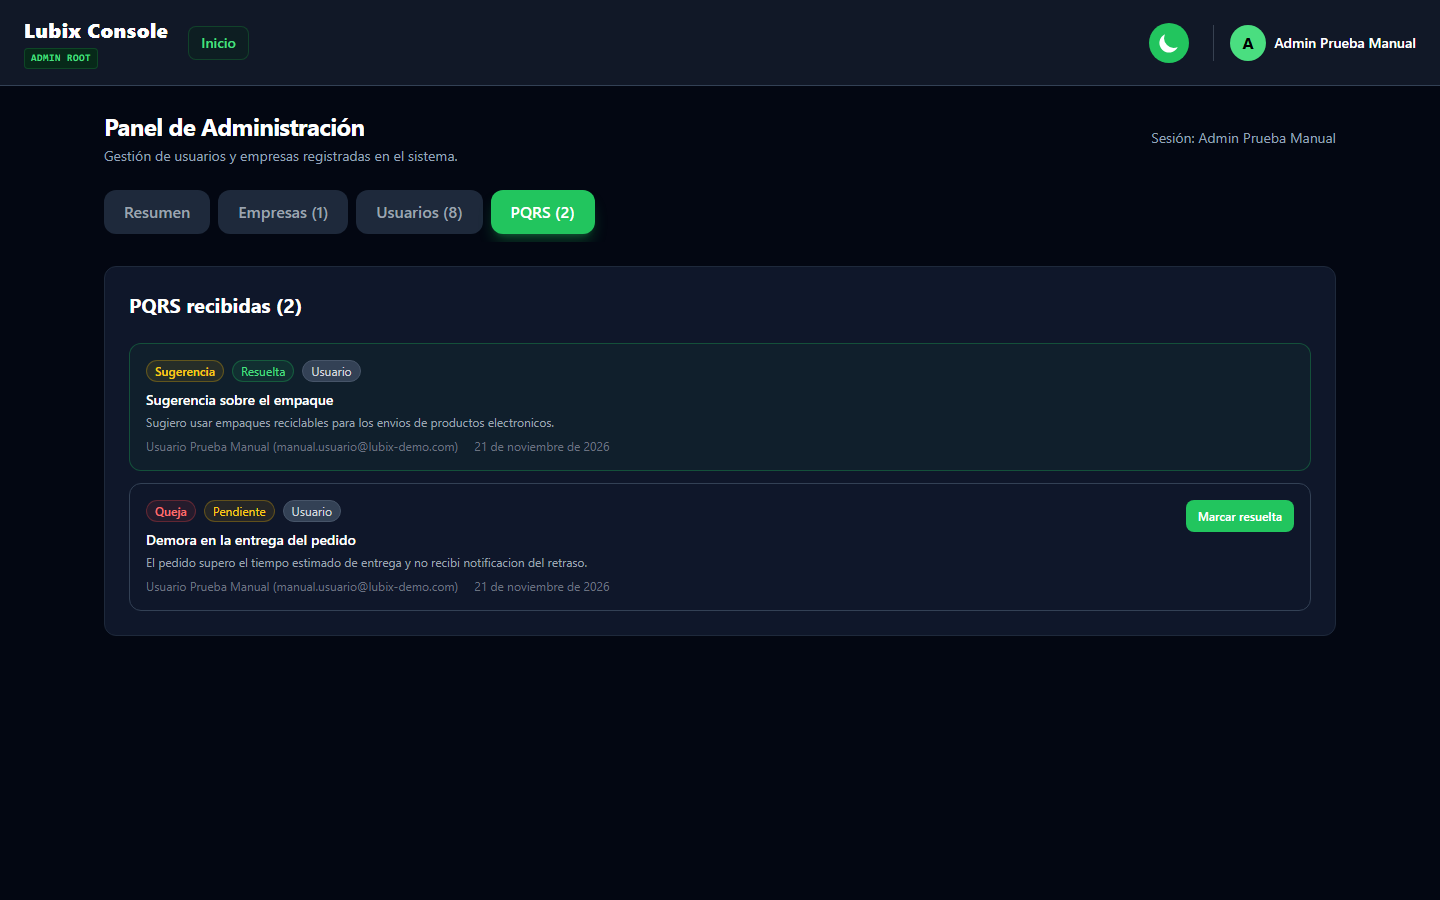 Lubix Console
ADMIN ROOT
Inicio
A
Admin Prueba Manual
Panel de Administración
Gestión de usuarios y empresas registradas en el sistema.
Sesión: Admin Prueba Manual
Resumen
Empresas (1)
Usuarios (8)
PQRS (2)
PQRS recibidas (2)
Sugerencia
Resuelta
Usuario
Sugerencia sobre el empaque
Sugiero usar empaques reciclables para los envios de productos electronicos.
Usuario Prueba Manual (manual.usuario@lubix-demo.com) 21 de noviembre de 2026
Queja
Pendiente
Usuario
Marcar resuelta
Demora en la entrega del pedido
El pedido supero el tiempo estimado de entrega y no recibi notificacion del retraso.
Usuario Prueba Manual (manual.usuario@lubix-demo.com) 21 de noviembre de 2026